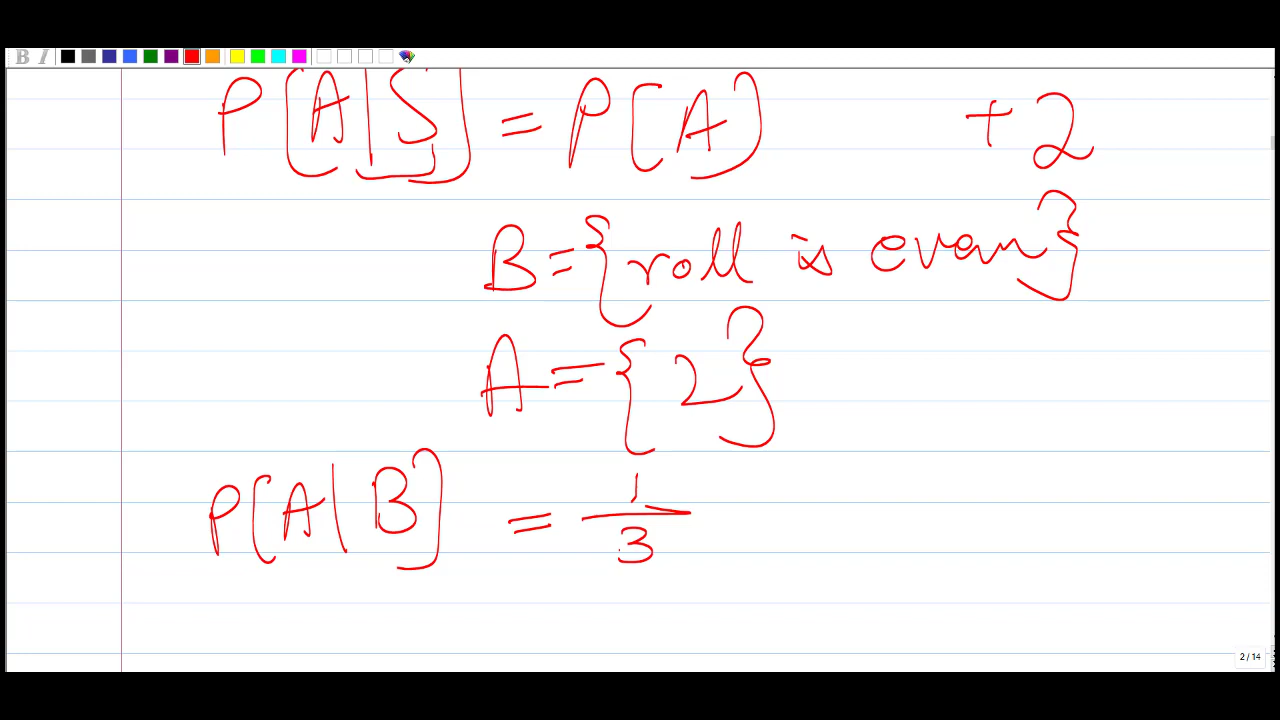 B I
P[A|S] = P[A] +2
B={roll is even}
A={2}
P[A|B] = 1/3
2 / 14